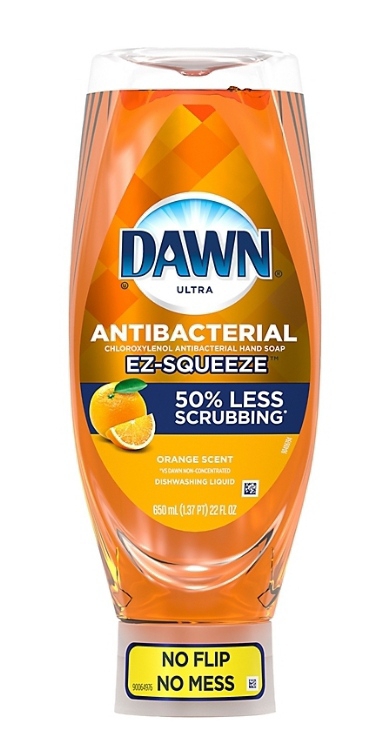 DAWN
ULTRA
ANTIBACTERIAL
CHLOROXYLENOL ANTIBACTERIAL HAND SOAP
EZ-SQUEEZE™
50% LESS
SCRUBBING*
ORANGE SCENT
*VS DAWN NON-CONCENTRATED
DISHWASHING LIQUID
650 mL (1.37 PT) 22 FL OZ
NO FLIP
NO MESS